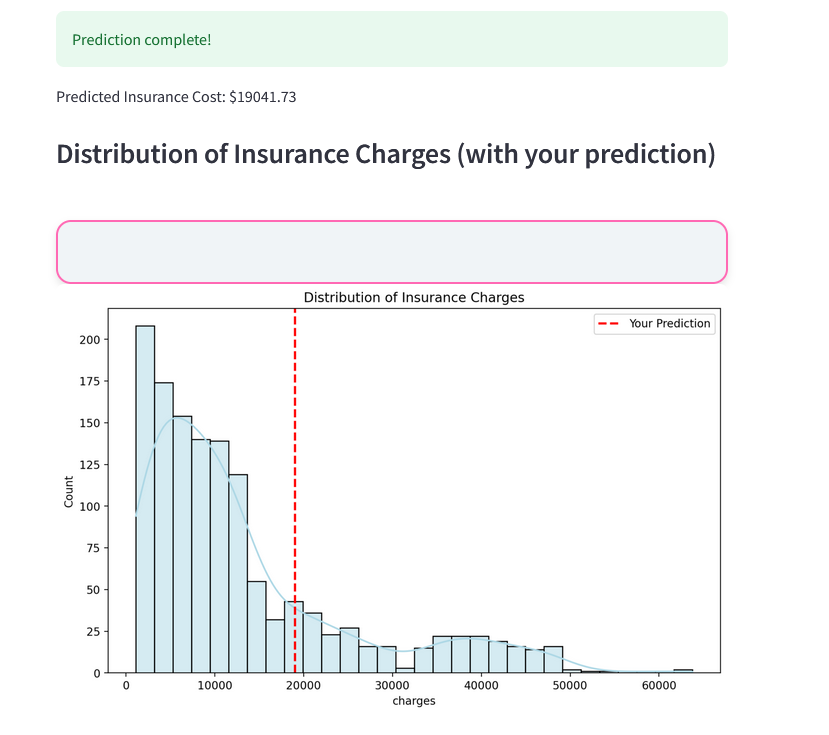 Prediction complete!
Predicted Insurance Cost: $19041.73
Distribution of Insurance Charges (with your prediction)
Distribution of Insurance Charges
Your Prediction
200
175
150
125
100
75
50
25
0
Count
0 10000 20000 30000 40000 50000 60000
charges